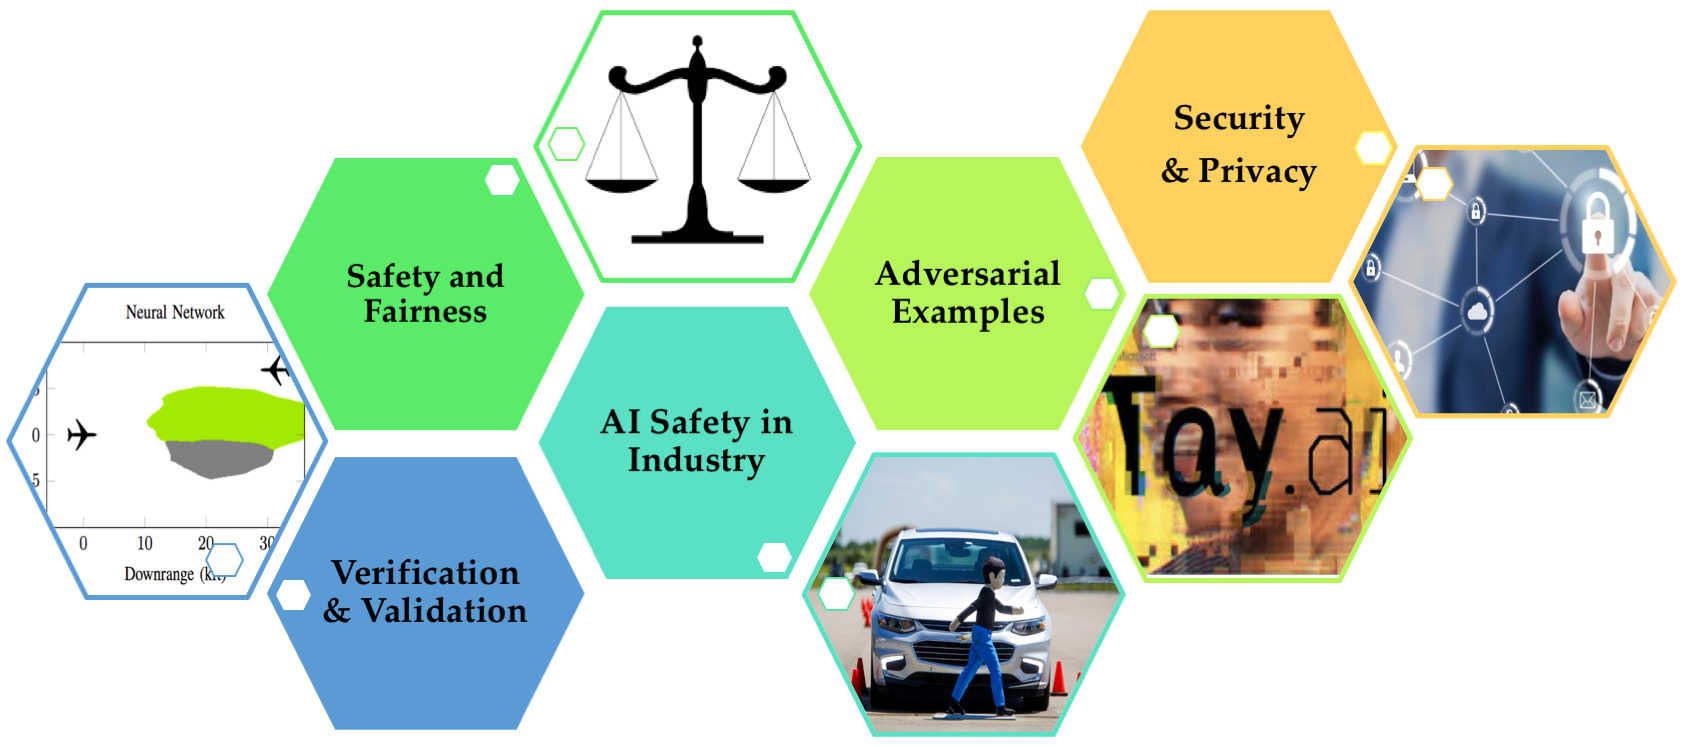 Neural Network
0
5
0
10
20
30
Downrange (kft)
Safety and
Fairness
Verification
& Validation
AI Safety in
Industry
Adversarial
Examples
Security
& Privacy
Microsoft
Tay.ai